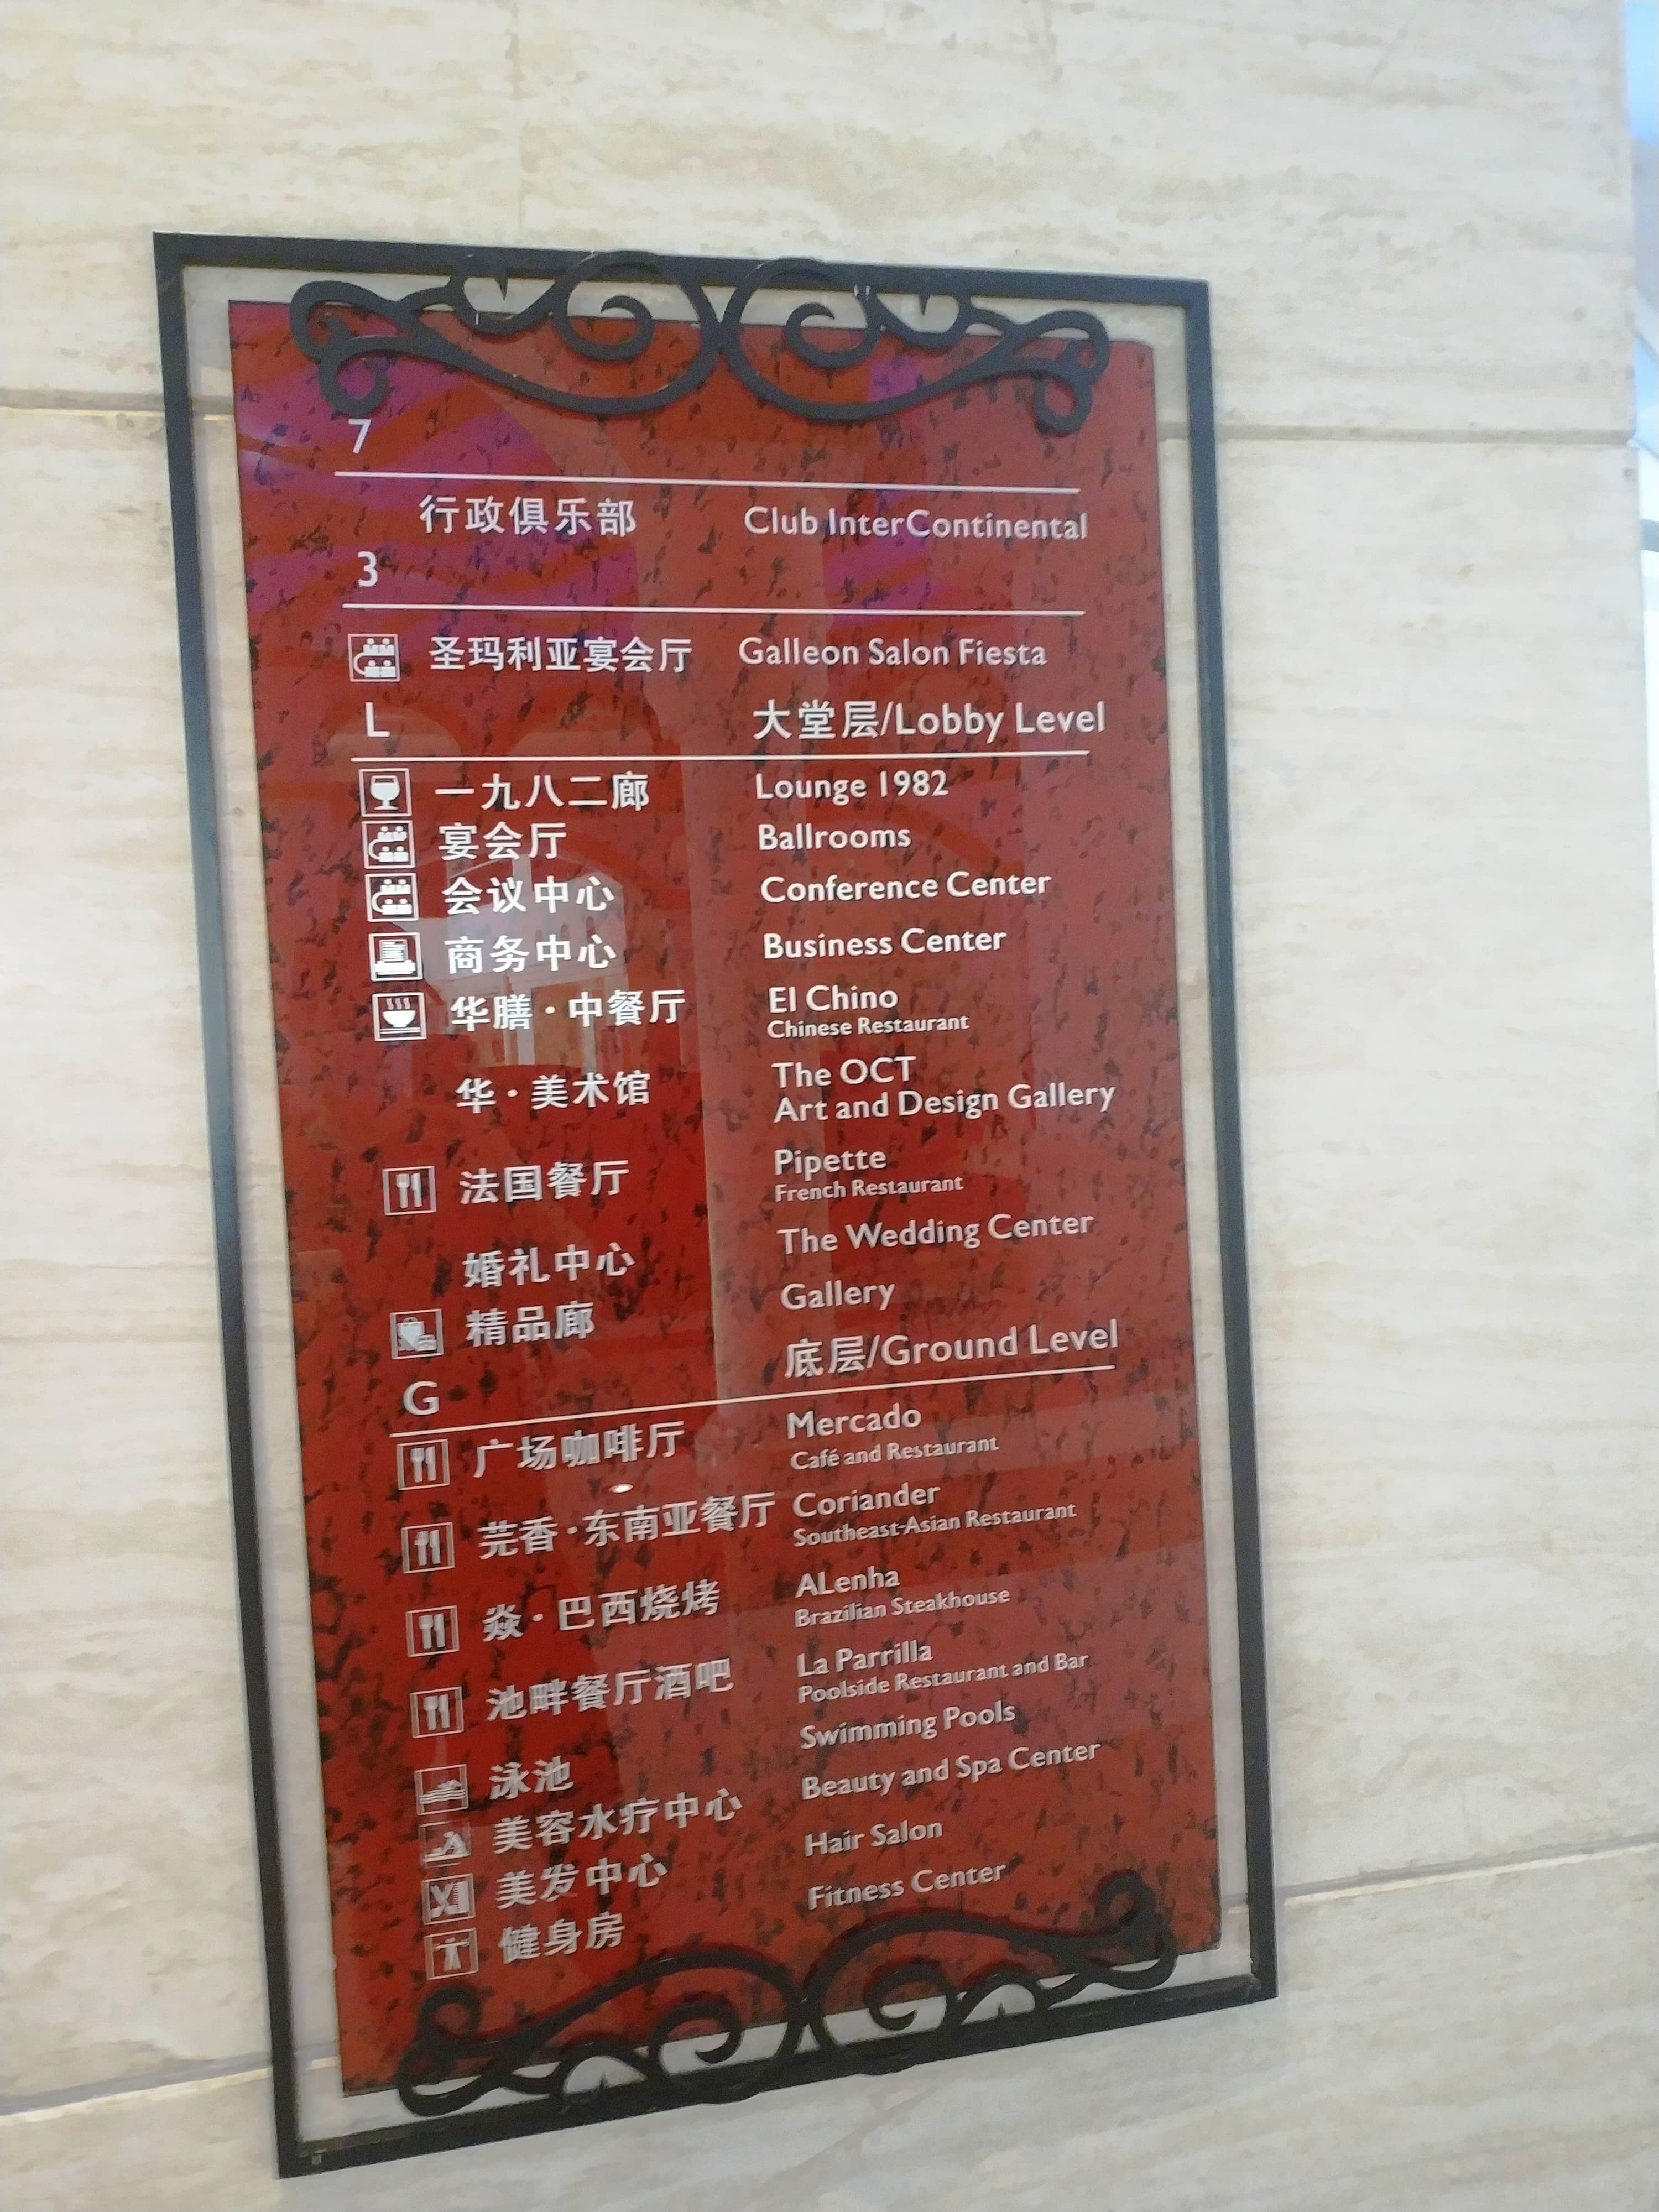 7
行政俱乐部 Club InterContinental
3
圣玛利亚宴会厅 Galleon Salon Fiesta
L 大堂层/Lobby Level
一九八二廊 Lounge 1982
宴会厅 Ballrooms
会议中心 Conference Center
商务中心 Business Center
华膳·中餐厅 El Chino
Chinese Restaurant
华·美术馆 The OCT
Art and Design Gallery
法国餐厅 Pipette
French Restaurant
婚礼中心 The Wedding Center
精品廊 Gallery
G 底层/Ground Level
广场咖啡厅 Mercado
Café and Restaurant
芫香·东南亚餐厅 Coriander
Southeast-Asian Restaurant
焱·巴西烧烤 ALenha
Brazilian Steakhouse
池畔餐厅酒吧 La Parrilla
Poolside Restaurant and Bar
泳池 Swimming Pools
美容水疗中心 Beauty and Spa Center
美发中心 Hair Salon
健身房 Fitness Center